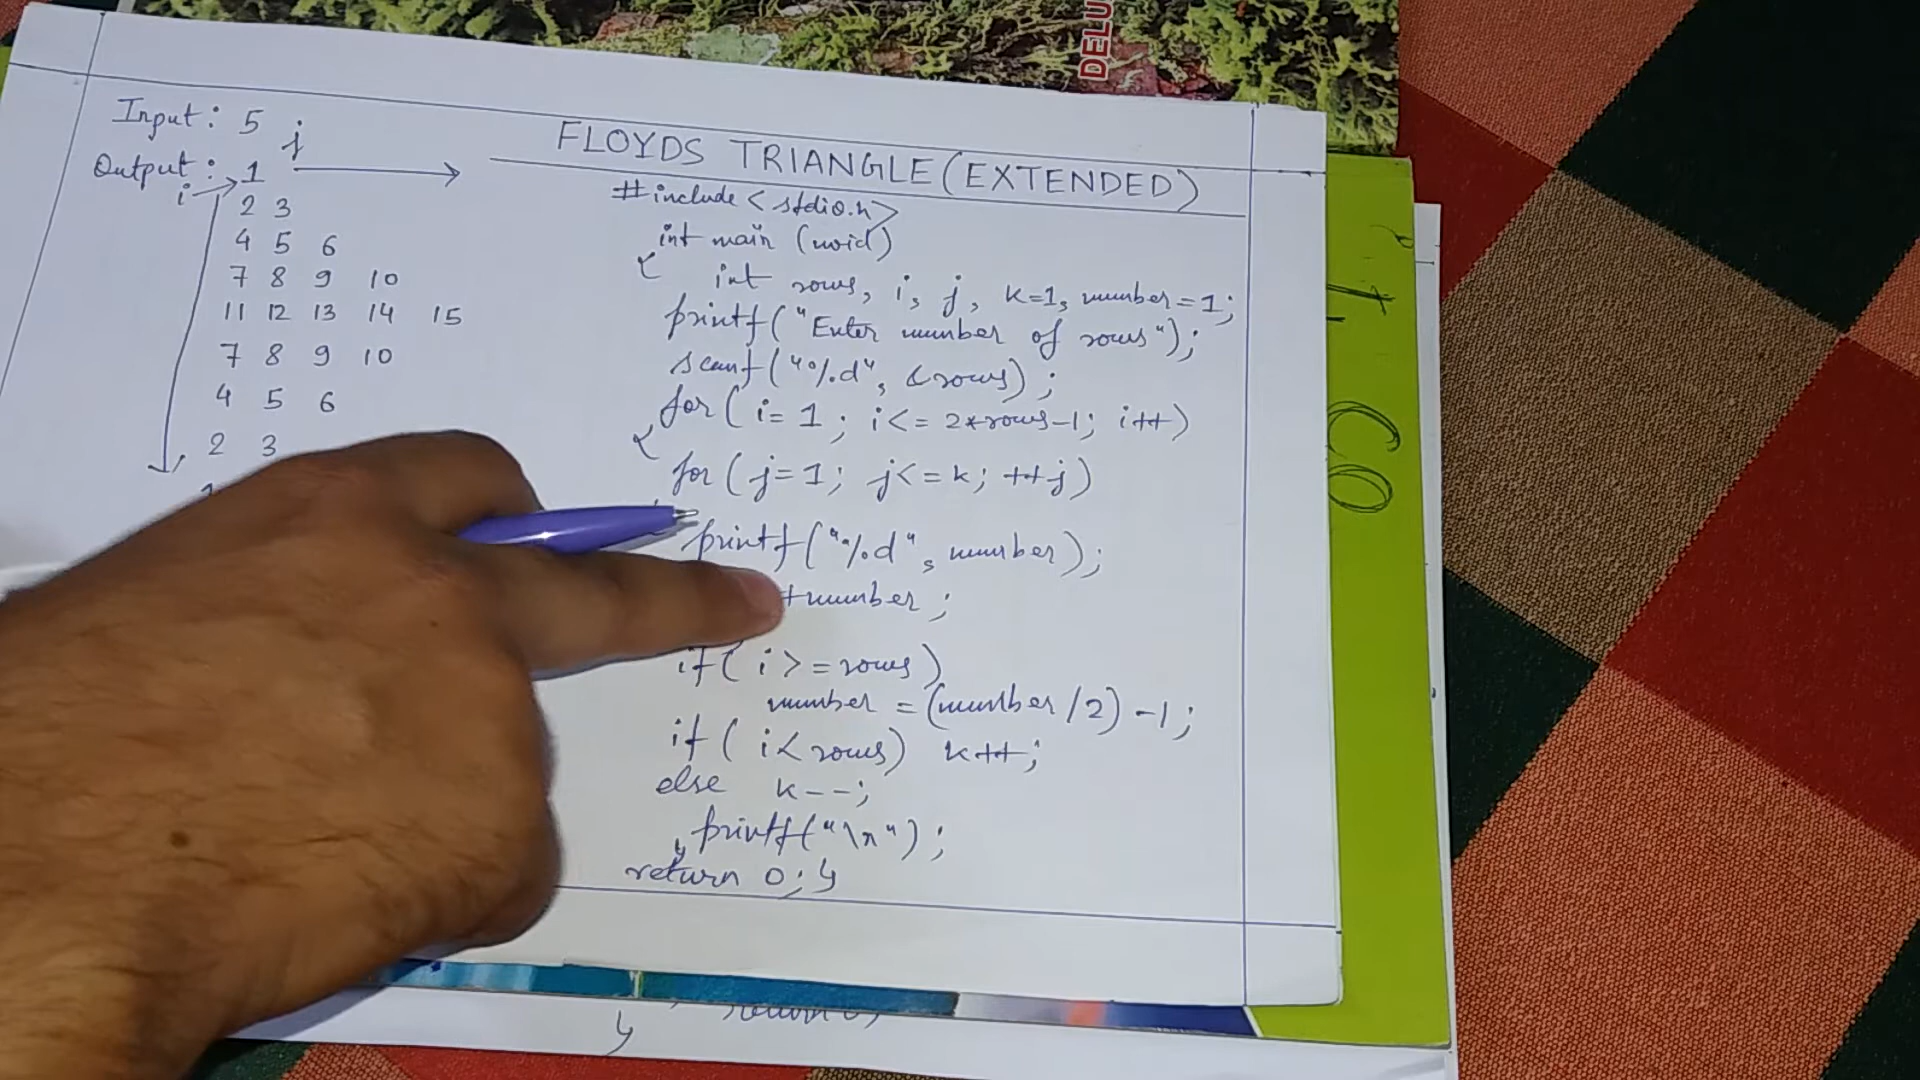 DELU
Input: 5
j
Output: 1
i
2 3
4 5 6
7 8 9 10
11 12 13 14 15
7 8 9 10
4 5 6
2 3
1
FLOYDS TRIANGLE (EXTENDED)
#include <stdio.h>
int main (void)
{ int rows, i, j, k=1, number=1;
printf("Enter number of rows");
scanf("%d", &rows);
for( i= 1 ; i<= 2*rows-1; i++)
{
for (j=1; j<= k; ++j)
printf("%d", number);
+number;
if( i >= rows)
number = (number/2) -1;
if( i< rows) k++;
else k--;
} printf("\n");
return 0; }
CO
}